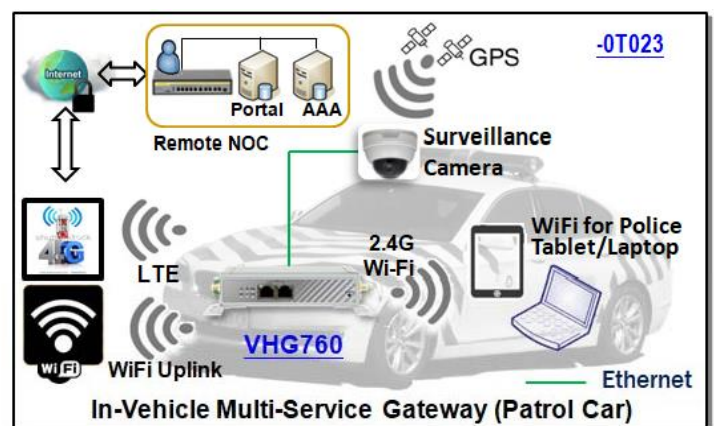 -0T023
GPS
Internet
Portal
AAA
Remote NOC
Surveillance
Camera
4G
LTE
2.4G
Wi-Fi
WiFi for Police
Tablet/Laptop
VHG760
WiFi
WiFi Uplink
Ethernet
In-Vehicle Multi-Service Gateway (Patrol Car)